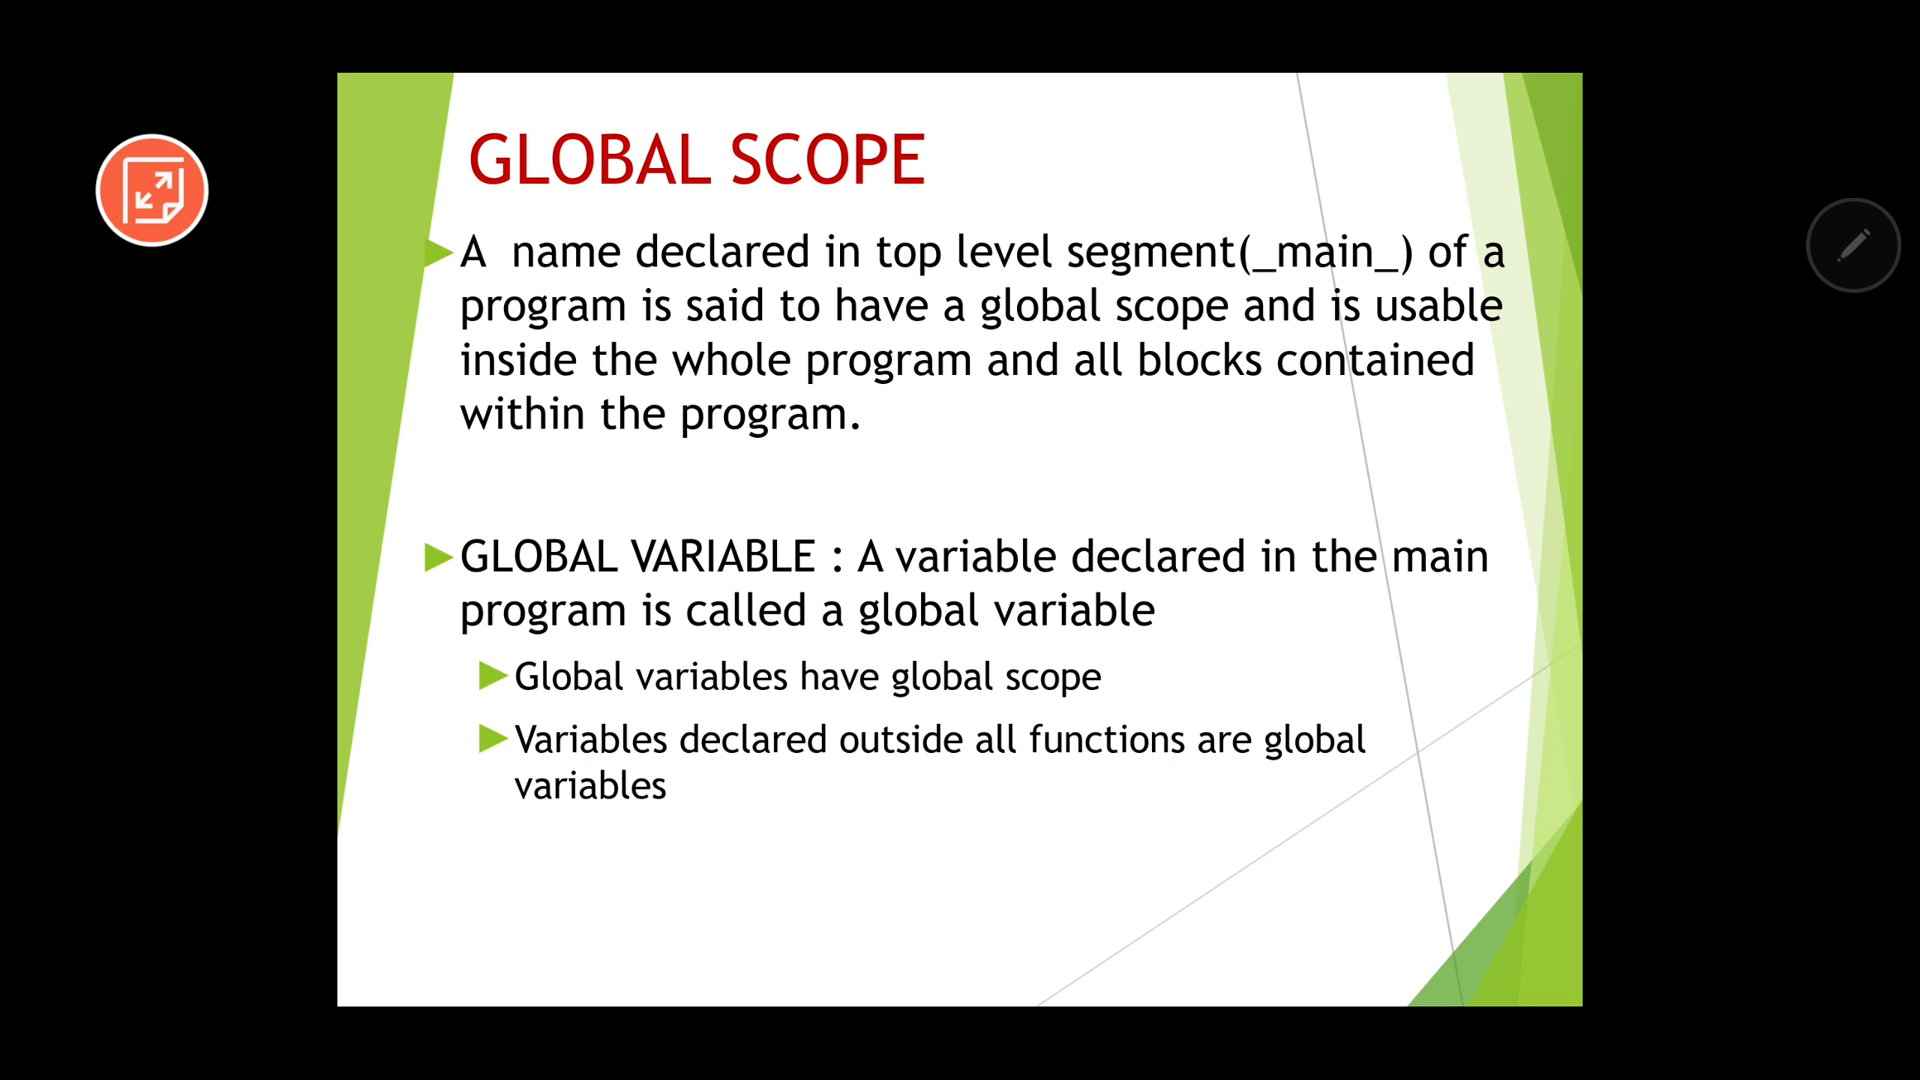 GLOBAL SCOPE
A name declared in top level segment(_main_) of a
program is said to have a global scope and is usable
inside the whole program and all blocks contained
within the program.
GLOBAL VARIABLE : A variable declared in the main
program is called a global variable
Global variables have global scope
Variables declared outside all functions are global
variables